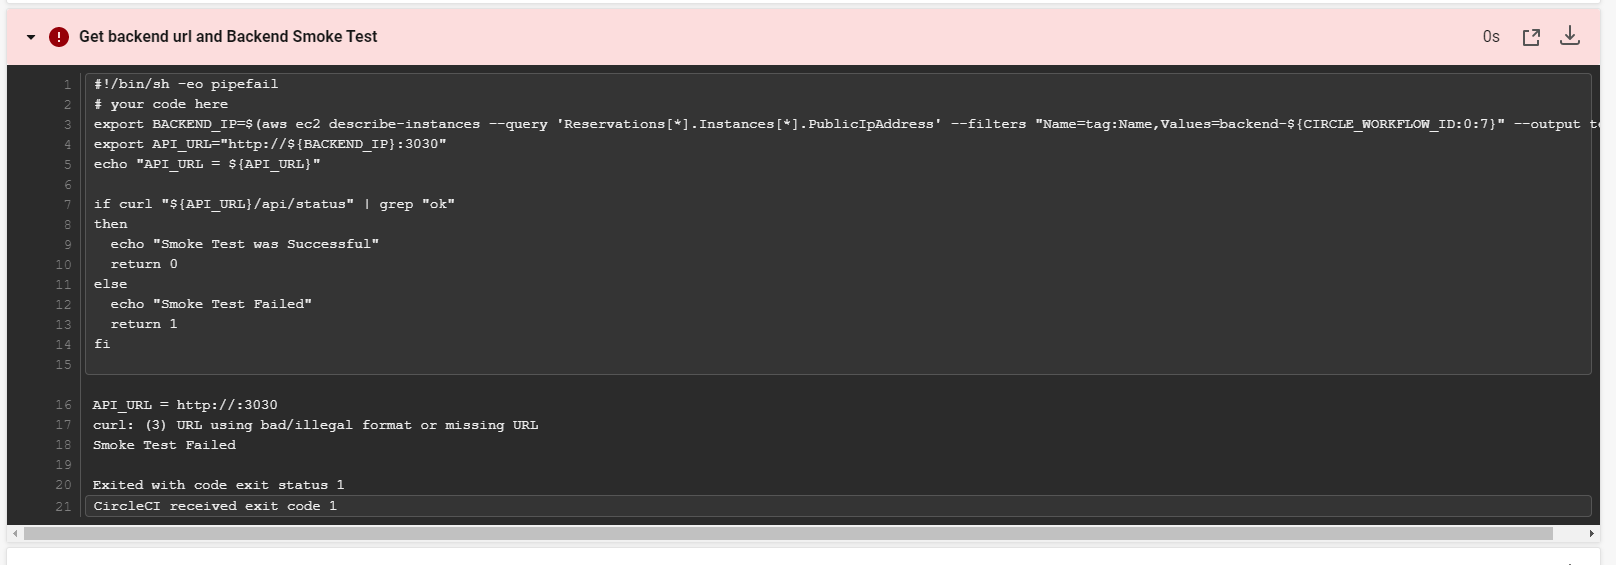 Get backend url and Backend Smoke Test 0s
1 #!/bin/sh -eo pipefail
2 # your code here
3 export BACKEND_IP=$(aws ec2 describe-instances --query 'Reservations[*].Instances[*].PublicIpAddress' --filters "Name=tag:Name,Values=backend-${CIRCLE_WORKFLOW_ID:0:7}" --output
4 export API_URL="http://${BACKEND_IP}:3030"
5 echo "API_URL = ${API_URL}"
6
7 if curl "${API_URL}/api/status" | grep "ok"
8 then
9   echo "Smoke Test was Successful"
10   return 0
11 else
12   echo "Smoke Test Failed"
13   return 1
14 fi
15
16 API_URL = http://:3030
17 curl: (3) URL using bad/illegal format or missing URL
18 Smoke Test Failed
19
20 Exited with code exit status 1
21 CircleCI received exit code 1